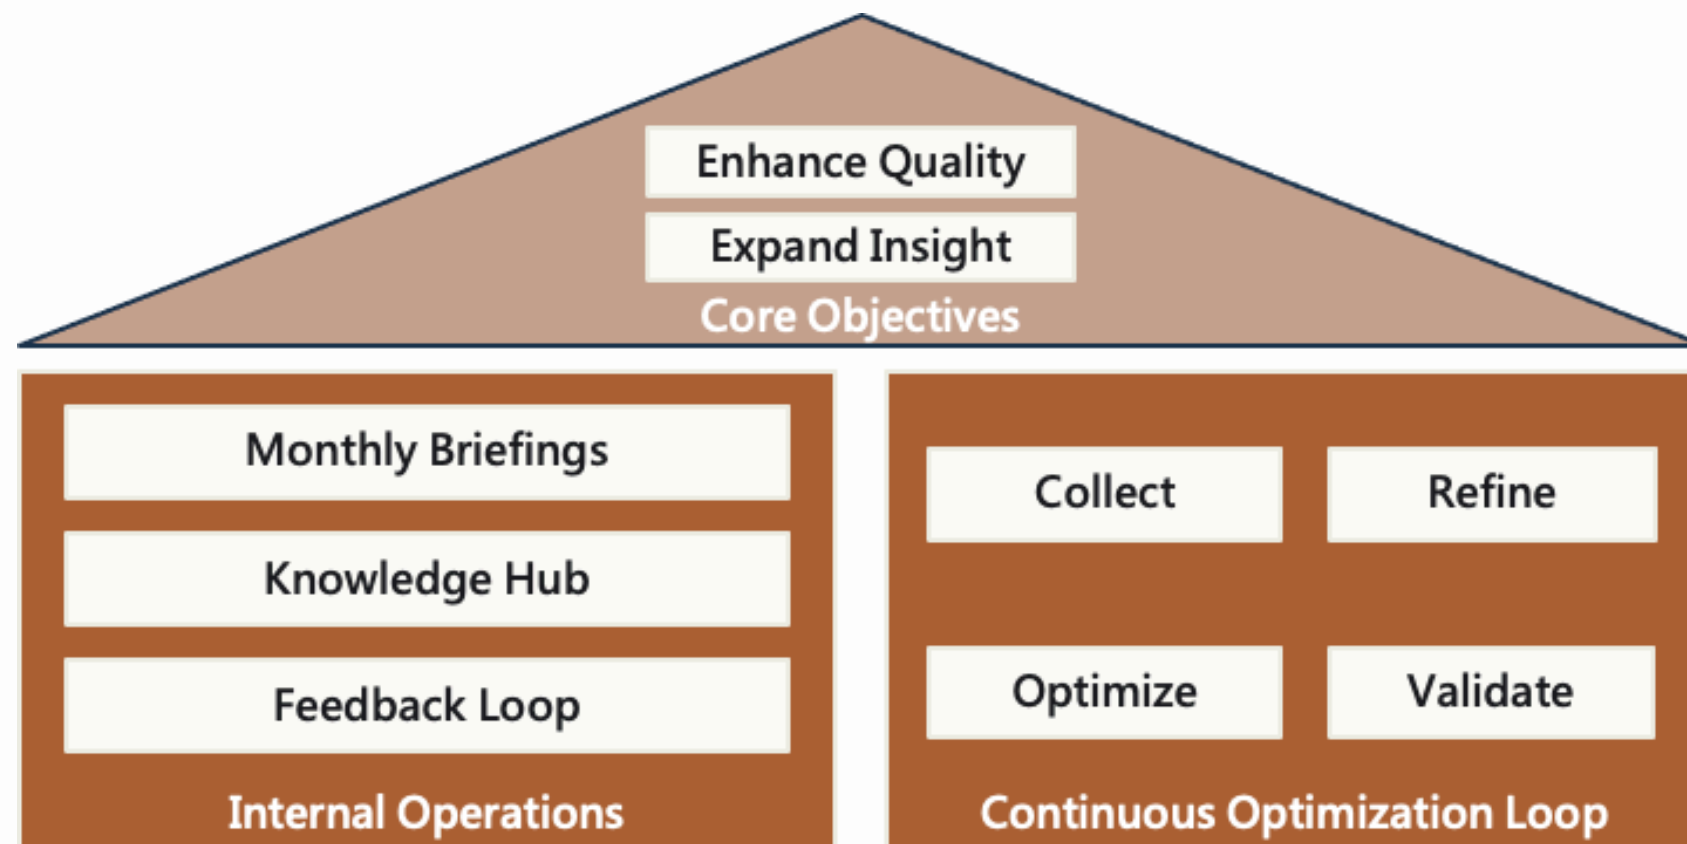 Enhance Quality
Expand Insight
Core Objectives
Monthly Briefings
Knowledge Hub
Feedback Loop
Internal Operations
Collect
Refine
Optimize
Validate
Continuous Optimization Loop